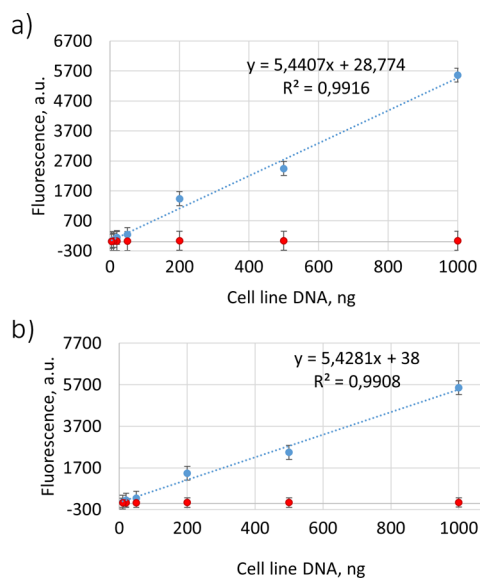 a)
6700
5700
4700
3700
2700
1700
700
-300
Fluorescence, a.u.
y = 5,4407x + 28,774
R² = 0,9916
0
200
400
600
800
1000
Cell line DNA, ng
b)
7700
5700
3700
1700
-300
Fluorescence, a.u.
y = 5,4281x + 38
R² = 0,9908
0
200
400
600
800
1000
Cell line DNA, ng